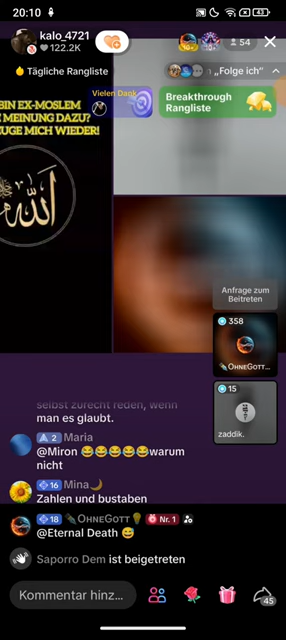 20:10
43
kalo_4721
122.2K
54
Tägliche Rangliste
„Folge ich“
Vielen Dank
BIN EX-MOSLEM
E MEINUNG DAZU?
ZUGE MICH WIEDER!
Breakthrough
Rangliste
الله
Anfrage zum
Beitreten
358
OHNEGOTT...
15
zaddik.
selbst zurecht reden, wenn
man es glaubt.
2 Maria
@Miron 😂😂😂😂😂warum
nicht
16 Mina🌙
Zahlen und bustaben
18 OHNEGOTT Nr. 1
@Eternal Death 😅
Saporro Dem ist beigetreten
Kommentar hinz...
45